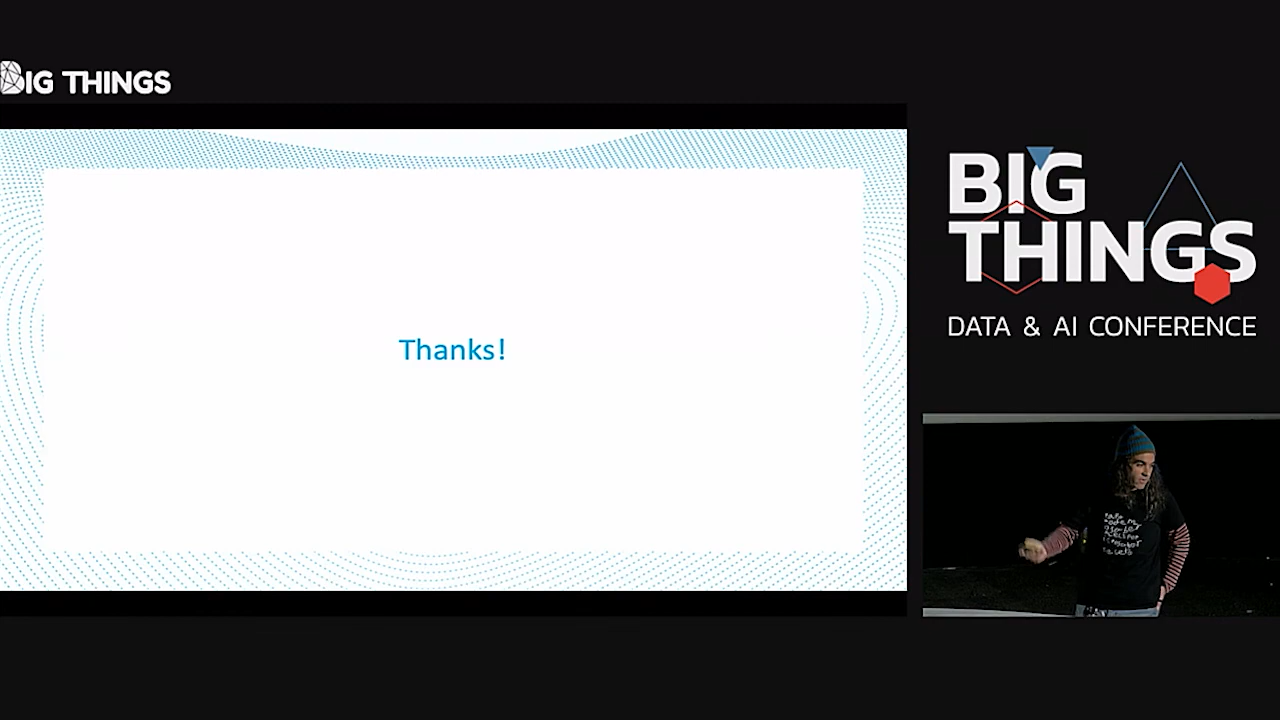 BIG THINGS
Thanks!
BIG
THINGS
DATA & AI CONFERENCE